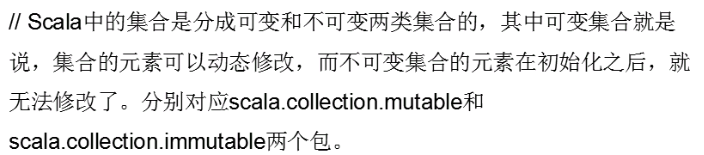 // Scala中的集合是分成可变和不可变两类集合的，其中可变集合就是
说，集合的元素可以动态修改，而不可变集合的元素在初始化之后，就
无法修改了。分别对应scala.collection.mutable和
scala.collection.immutable两个包。